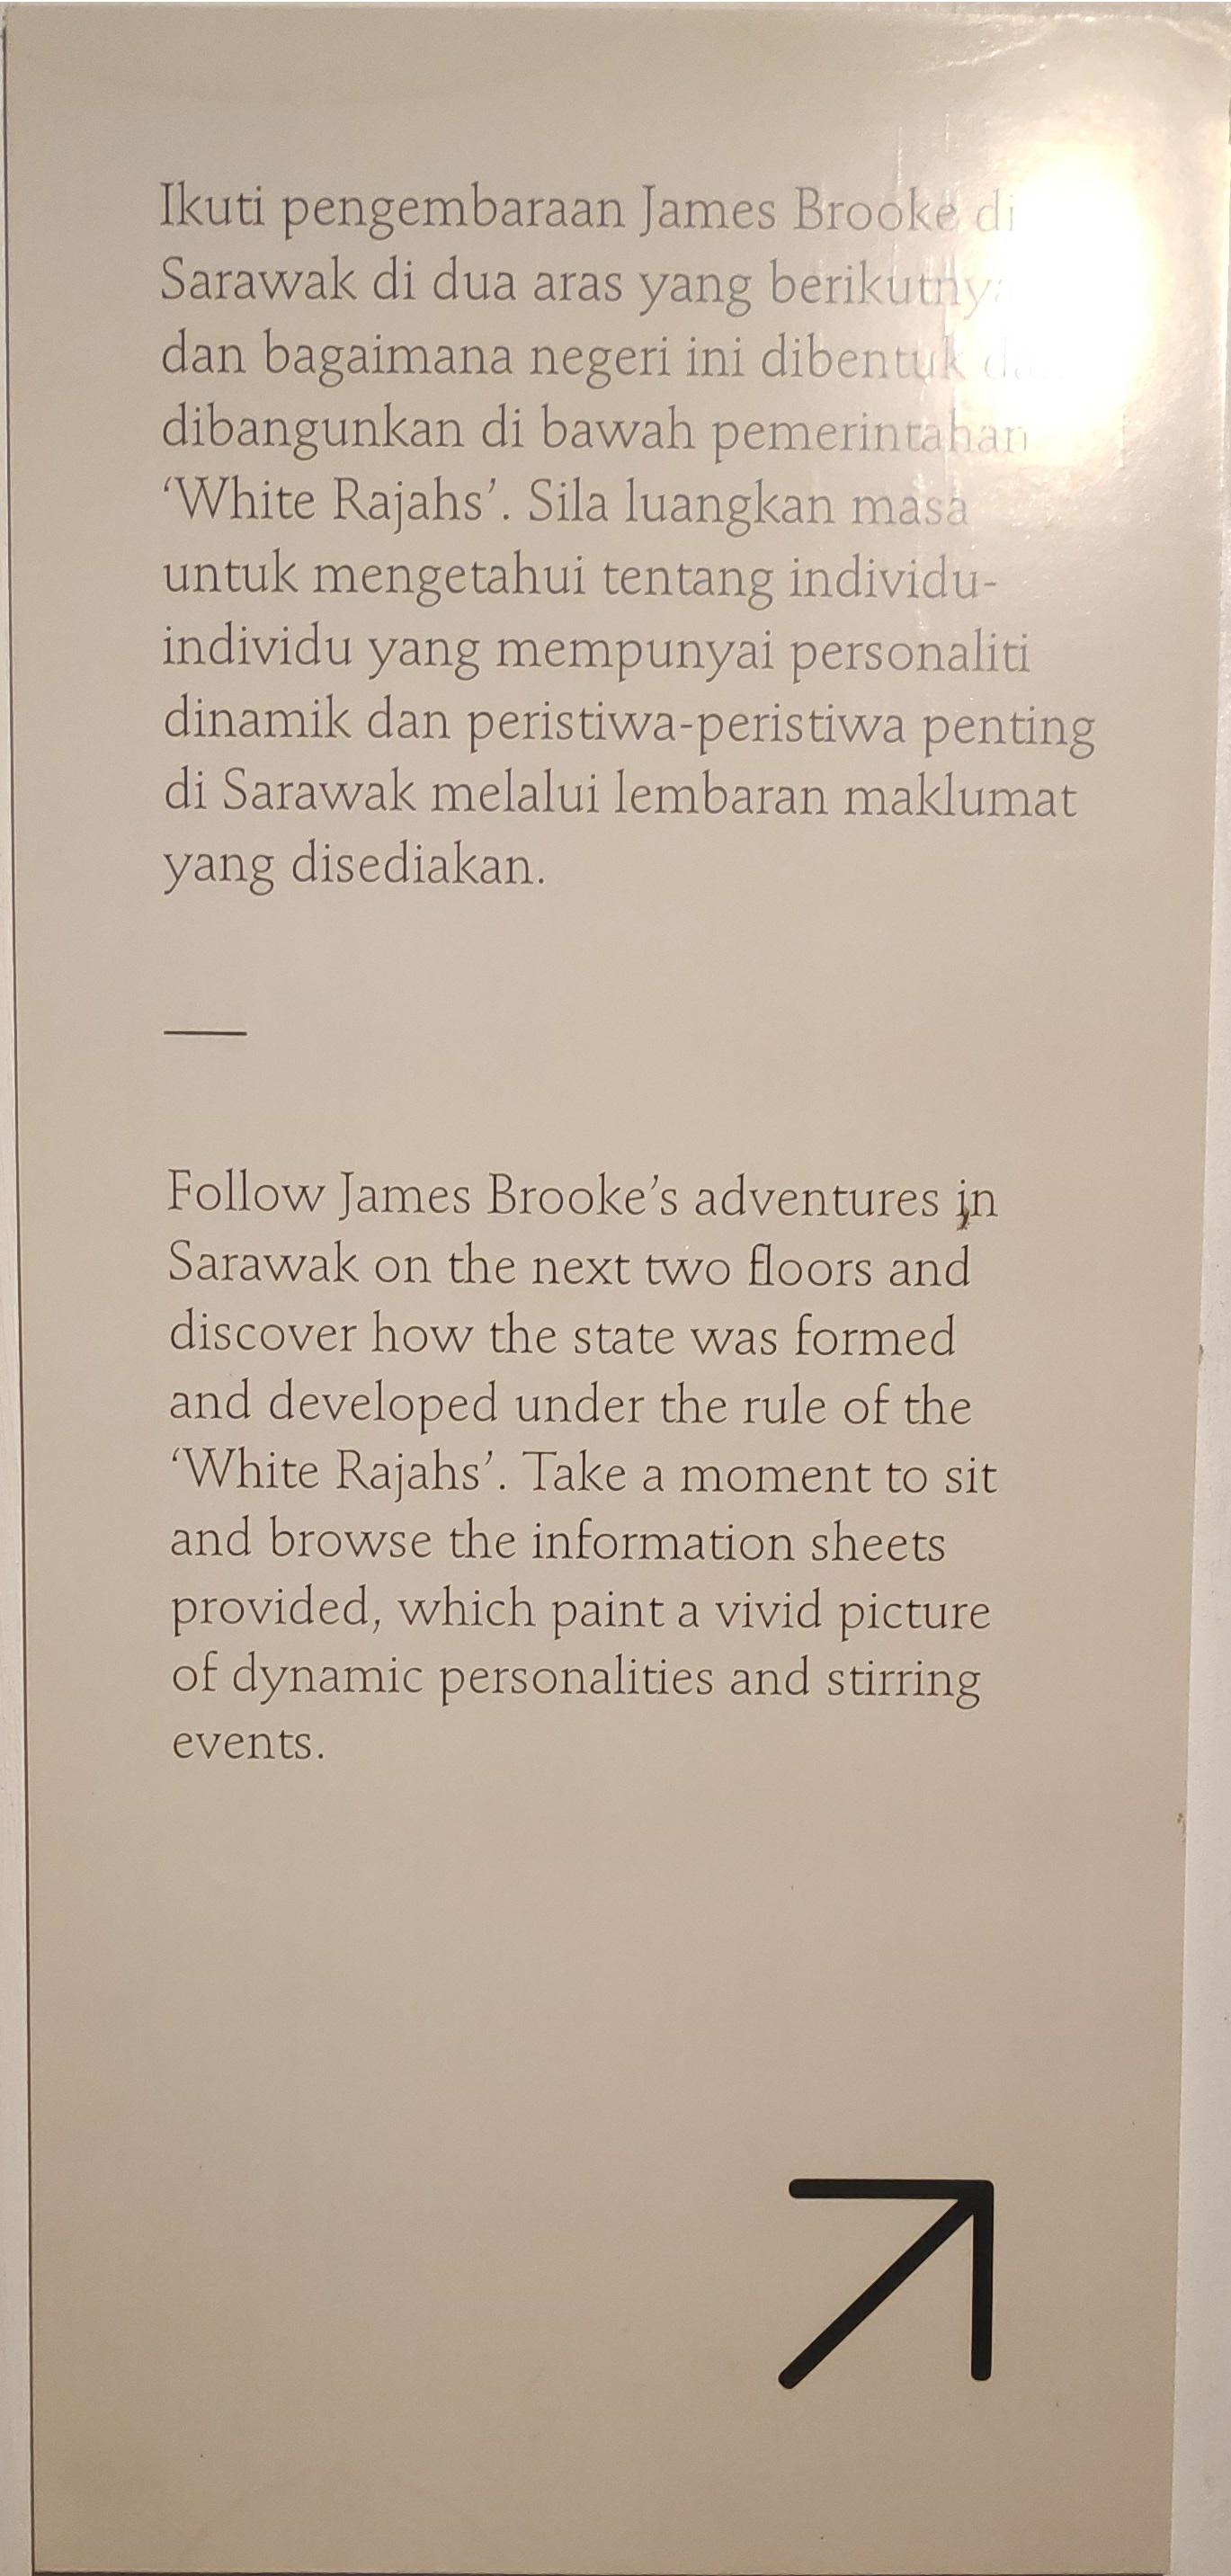 Ikuti pengembaraan James Brooke di
Sarawak di dua aras yang berikutnya
dan bagaimana negeri ini dibentuk
dibangunkan di bawah pemerintahan
‘White Rajahs’. Sila luangkan masa
untuk mengetahui tentang individu-
individu yang mempunyai personaliti
dinamik dan peristiwa-peristiwa penting
di Sarawak melalui lembaran maklumat
yang disediakan.
Follow James Brooke’s adventures in
Sarawak on the next two floors and
discover how the state was formed
and developed under the rule of the
‘White Rajahs’. Take a moment to sit
and browse the information sheets
provided, which paint a vivid picture
of dynamic personalities and stirring
events.